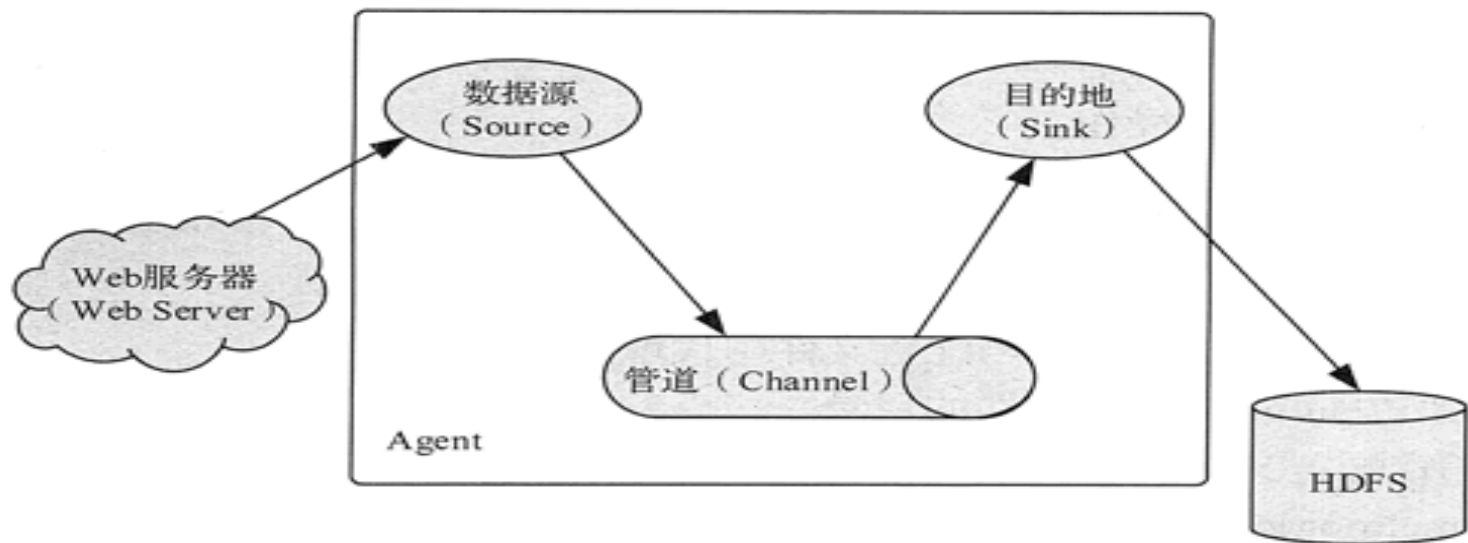 数据源
（Source）
目的地
（Sink）
Web服务器
（Web Server）
管道（Channel）
Agent
HDFS